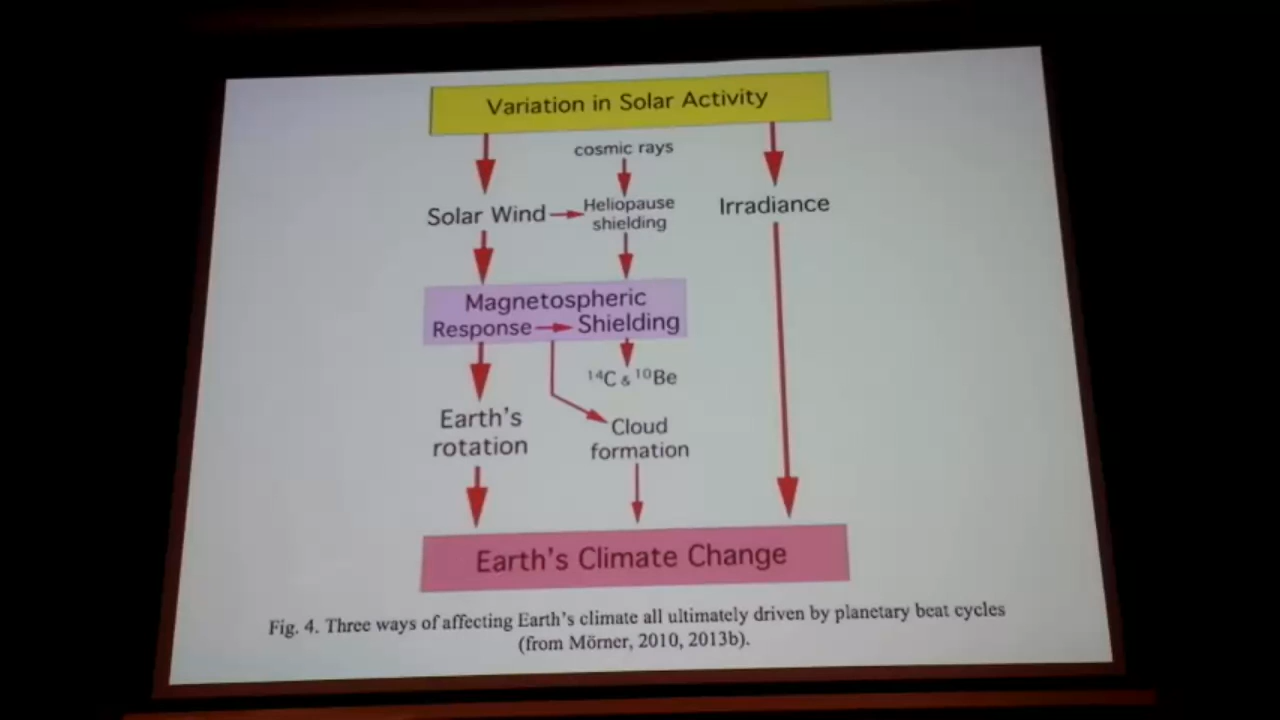 Variation in Solar Activity
cosmic rays
Solar Wind
Heliopause
shielding
Irradiance
Magnetospheric
Response
Shielding
¹⁴C & ¹⁰Be
Earth's
rotation
Cloud
formation
Earth's Climate Change
Fig. 4. Three ways of affecting Earth's climate all ultimately driven by planetary beat cycles
(from Mörner, 2010, 2013b).